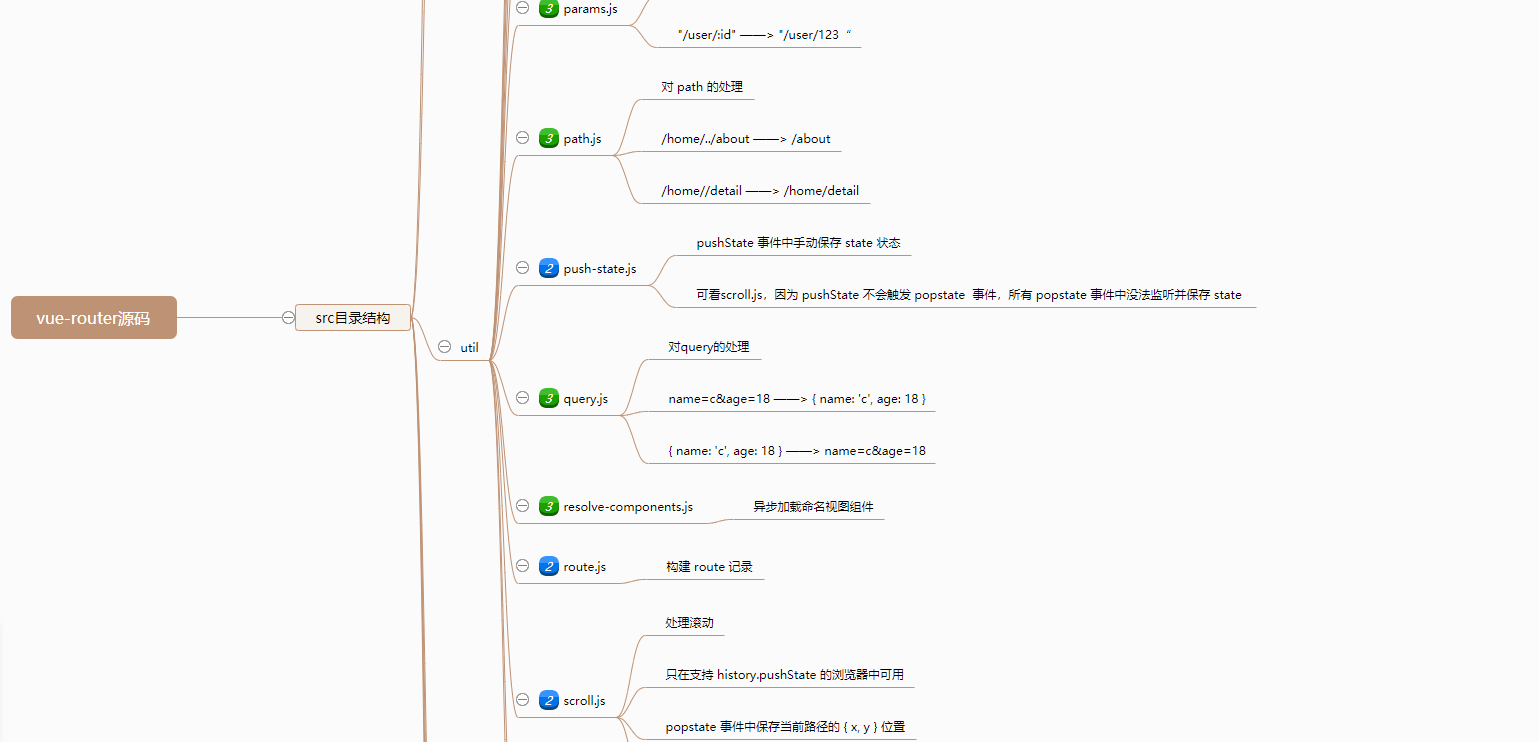 vue-router源码
src目录结构
util
3 params.js
"/user/:id" ——> "/user/123 “
3 path.js
对 path 的处理
/home/../about ——> /about
/home//detail ——> /home/detail
2 push-state.js
pushState 事件中手动保存 state 状态
可看scroll.js，因为 pushState 不会触发 popstate 事件，所有 popstate 事件中没法监听并保存 state
3 query.js
对query的处理
name=c&age=18 ——> { name: 'c', age: 18 }
{ name: 'c', age: 18 } ——> name=c&age=18
3 resolve-components.js
异步加载命名视图组件
2 route.js
构建 route 记录
2 scroll.js
处理滚动
只在支持 history.pushState 的浏览器中可用
popstate 事件中保存当前路径的 { x, y } 位置